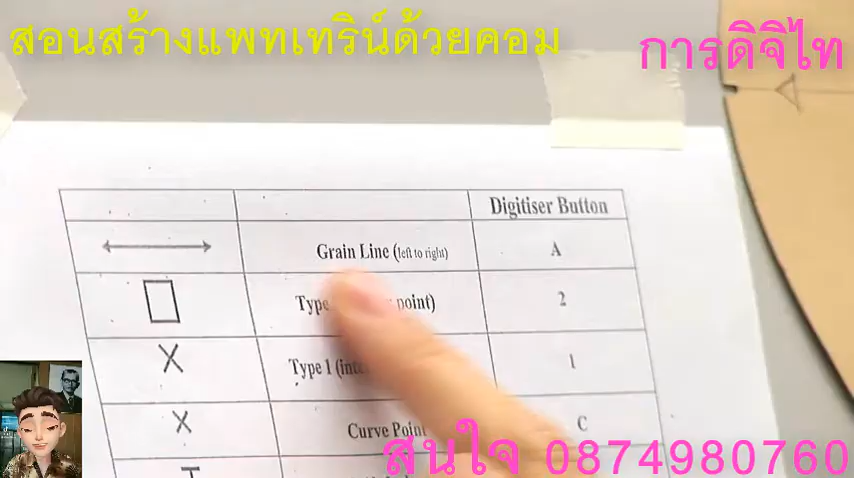 สอนสร้างแพทเทริน์ด้วยคอม
การดิจิไท
Digitiser Button
Grain Line (left to right) A
Type point) 2
X Type 1 1
X Curve Point C
สนใจ 0874980760